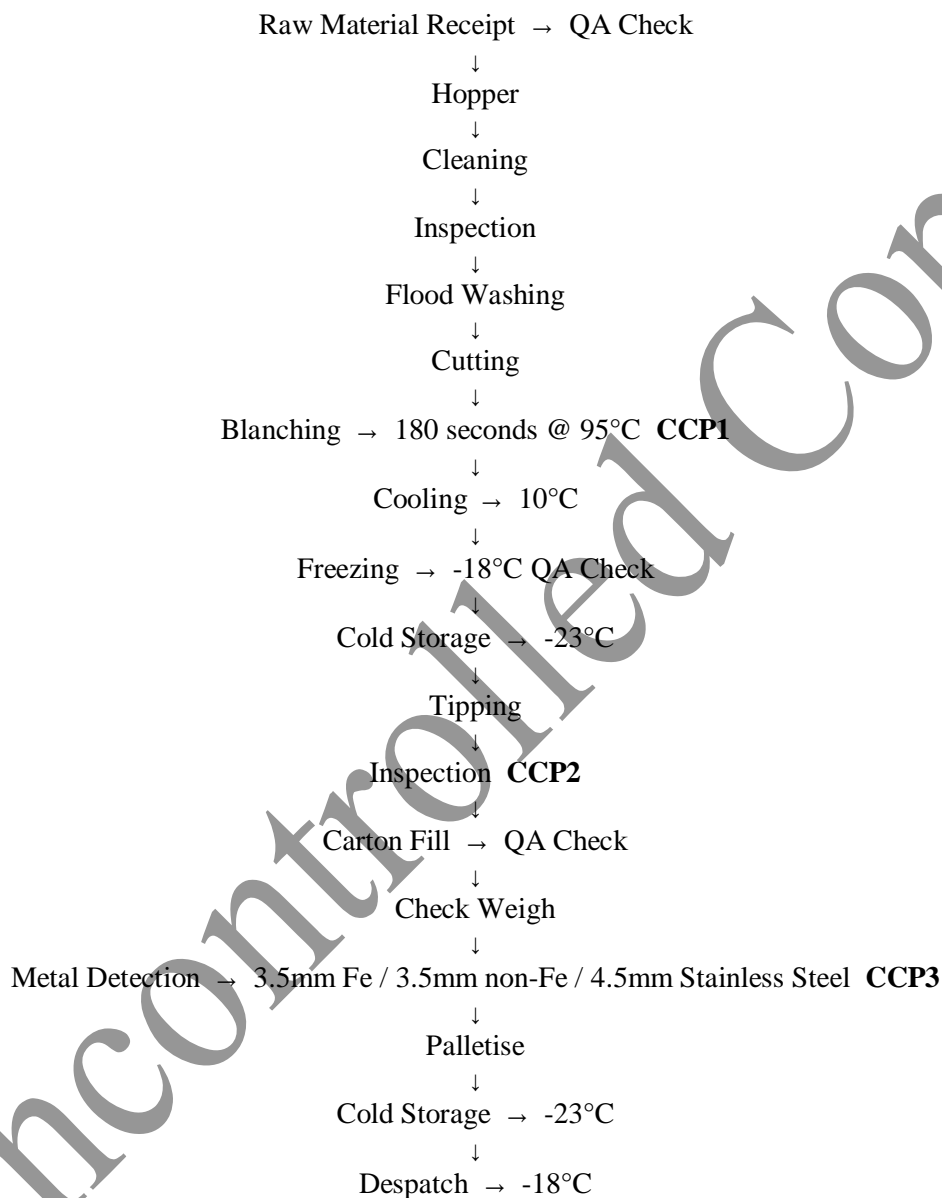 Raw Material Receipt → QA Check
↓
Hopper
↓
Cleaning
↓
Inspection
↓
Flood Washing
↓
Cutting
↓
Blanching → 180 seconds @ 95°C CCP1
↓
Cooling → 10°C
↓
Freezing → -18°C QA Check
↓
Cold Storage → -23°C
↓
Tipping
↓
Inspection CCP2
↓
Carton Fill → QA Check
↓
Check Weigh
↓
Metal Detection → 3.5mm Fe / 3.5mm non-Fe / 4.5mm Stainless Steel CCP3
↓
Palletise
↓
Cold Storage → -23°C
↓
Despatch → -18°C
ncontrolled Co